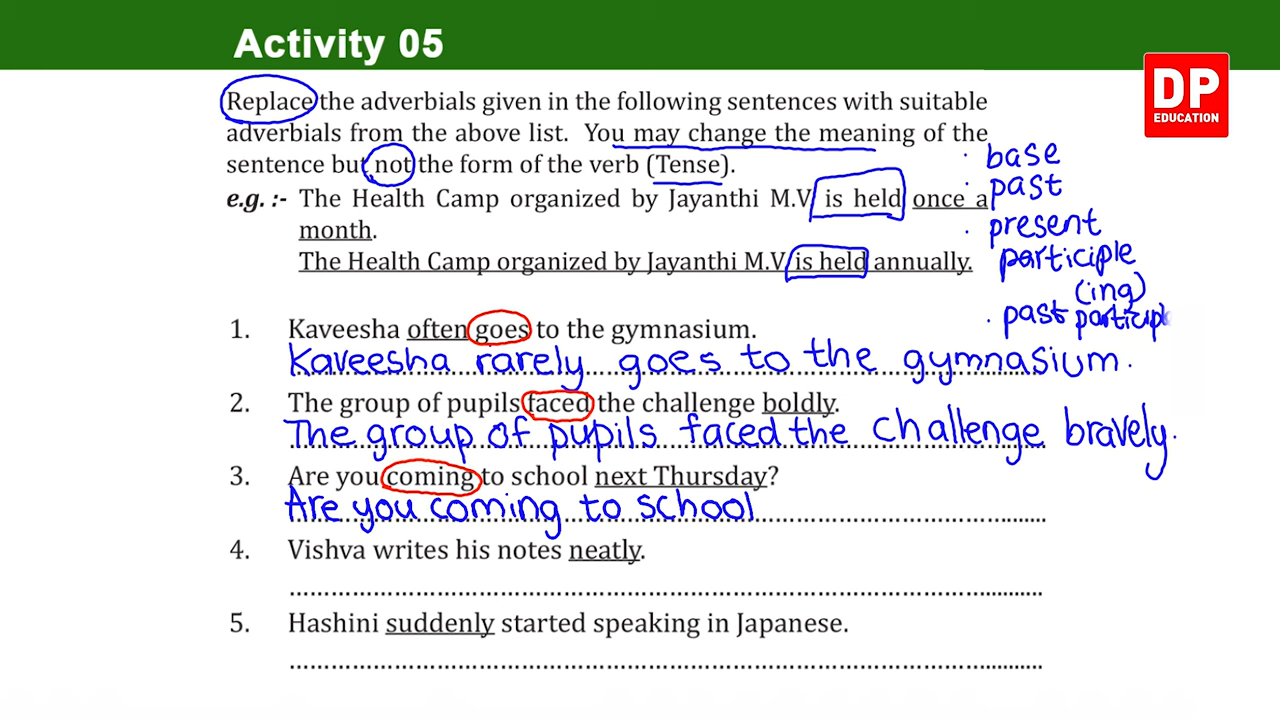 Activity 05
DP
EDUCATION
Replace the adverbials given in the following sentences with suitable
adverbials from the above list. You may change the meaning of the
sentence but not the form of the verb (Tense).
· base
· past
· present
participle
(ing)
· past participl
e.g. :- The Health Camp organized by Jayanthi M.V is held once a
month.
The Health Camp organized by Jayanthi M.V is held annually.
1. Kaveesha often goes to the gymnasium.
Kaveesha rarely goes to the gymnasium.
2. The group of pupils faced the challenge boldly.
The group of pupils faced the challenge bravely.
3. Are you coming to school next Thursday?
Are you coming to school
4. Vishva writes his notes neatly.
5. Hashini suddenly started speaking in Japanese.